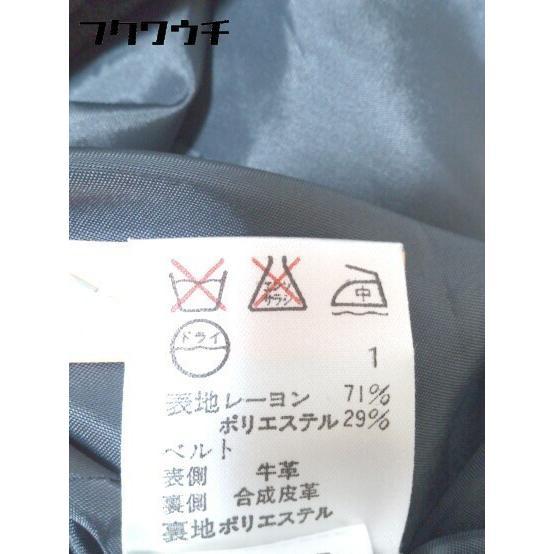 フクワウチ
エンソ
サラシ
中
ドライ
1
表地 レーヨン 71%
ポリエステル 29%
ベルト
表側 牛革
裏側 合成皮革
裏地 ポリエステル